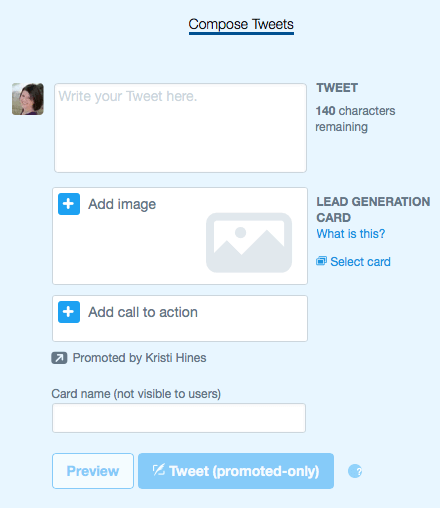 Compose Tweets
Write your Tweet here.
TWEET
140 characters
remaining
Add image
LEAD GENERATION
CARD
What is this?
Select card
Add call to action
Promoted by Kristi Hines
Card name (not visible to users)
Preview
Tweet (promoted-only)
?